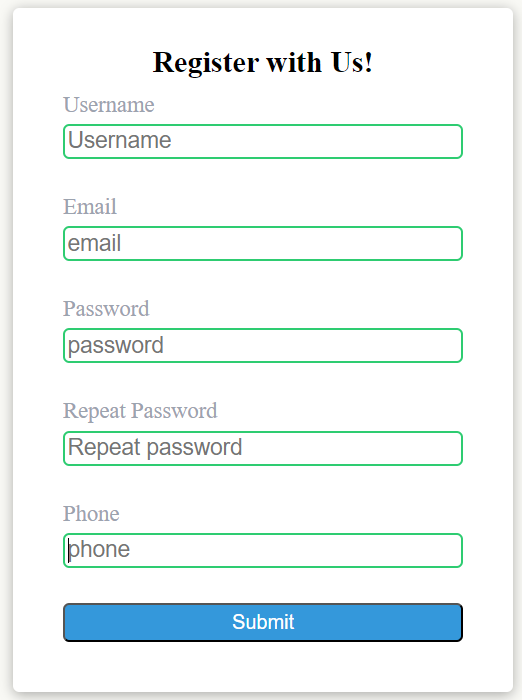 Register with Us!
Username
Username
Email
email
Password
password
Repeat Password
Repeat password
Phone
phone
Submit